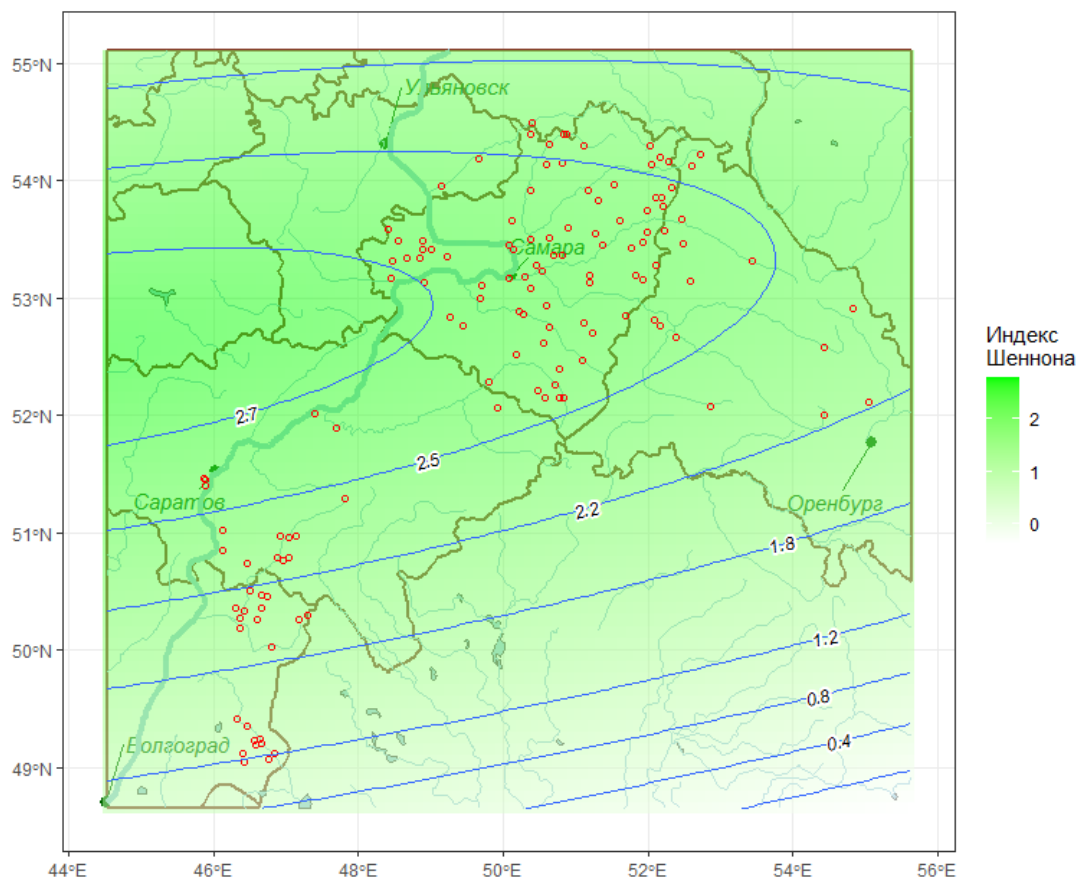 55°N
54°N
53°N
52°N
51°N
50°N
49°N
Ульяновск
Самара
Саратов
Оренбург
Волгоград
2.7
2.5
2.2
1.8
1.2
0.8
0.4
44°E
46°E
48°E
50°E
52°E
54°E
56°E
Индекс
Шеннона
2
1
0